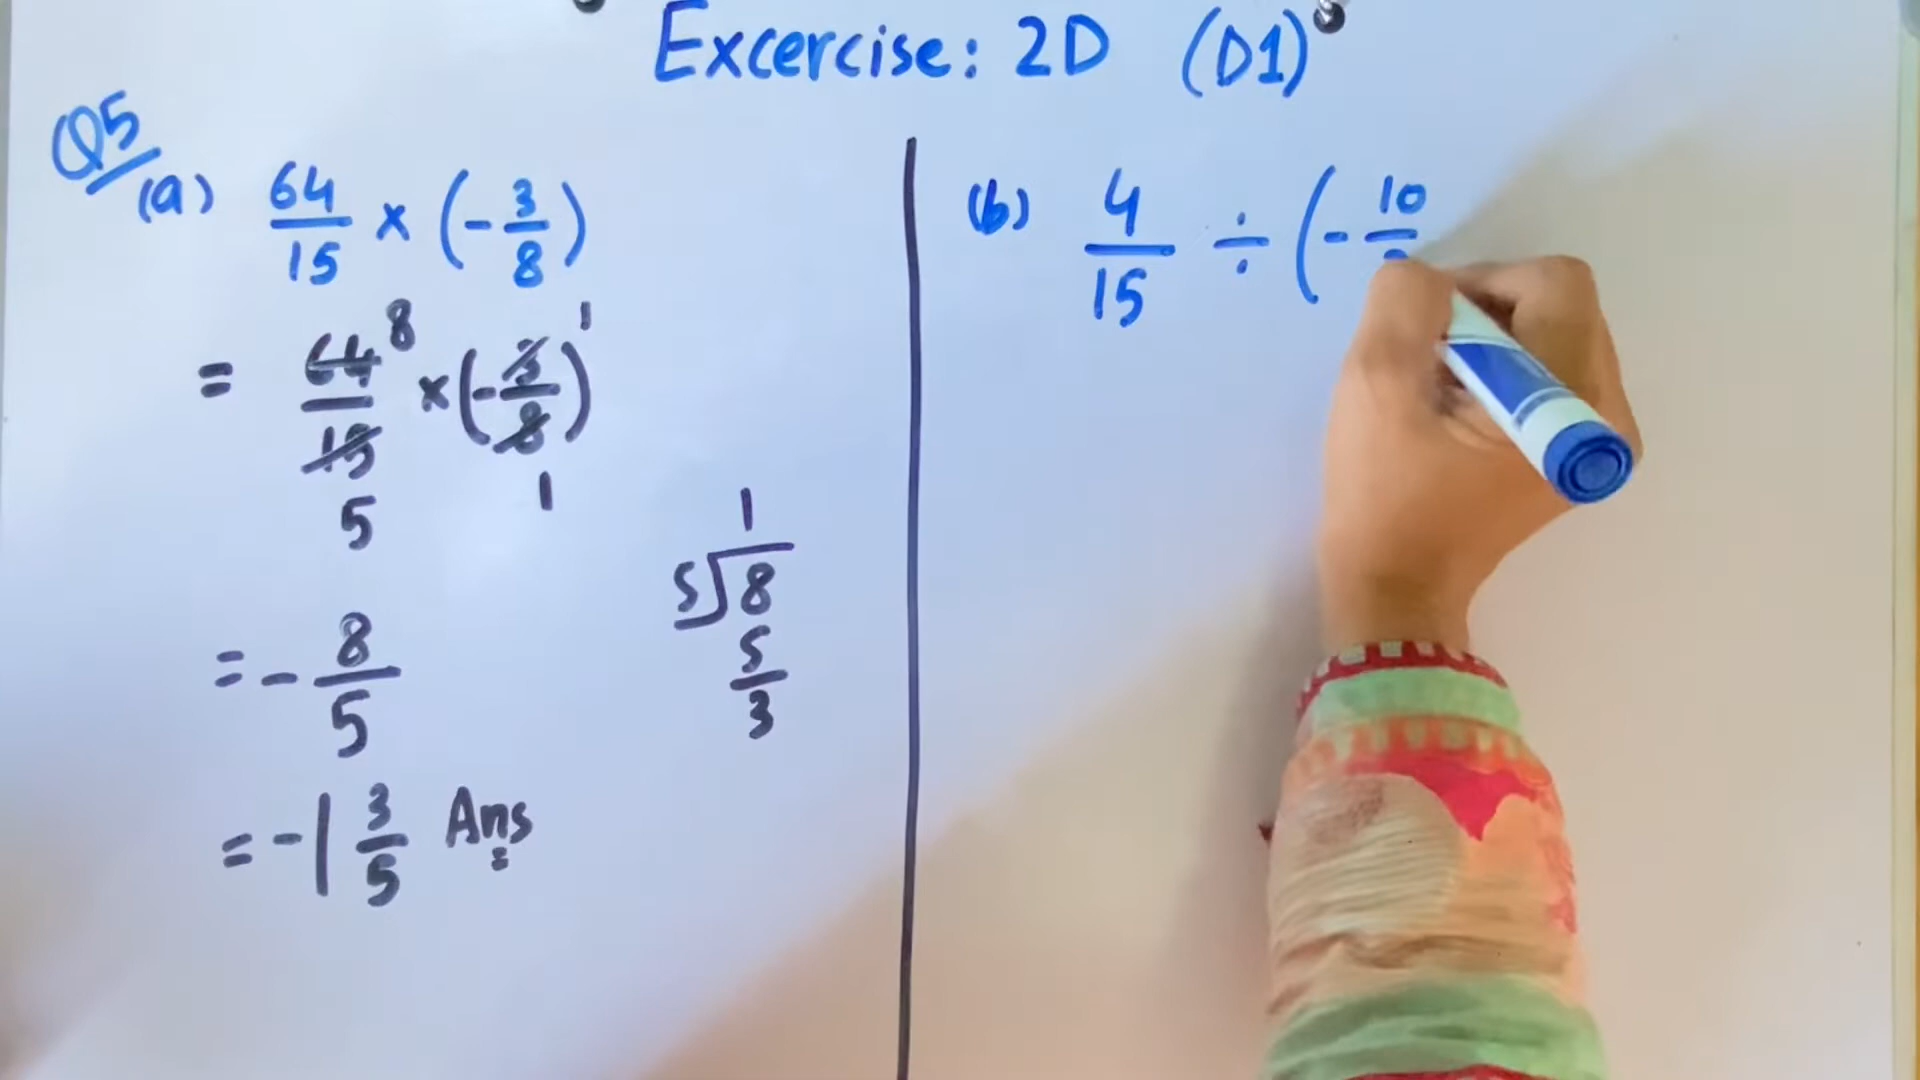 Excercise: 2D (D1)
Q5
(a) 64/15 × (-3/8)
= 64/15 × (-3/8)
8 1
5 1
= - 8/5
= -1 3/5 Ans
1
5 8
5
3
(b) 4/15 ÷ (- 10